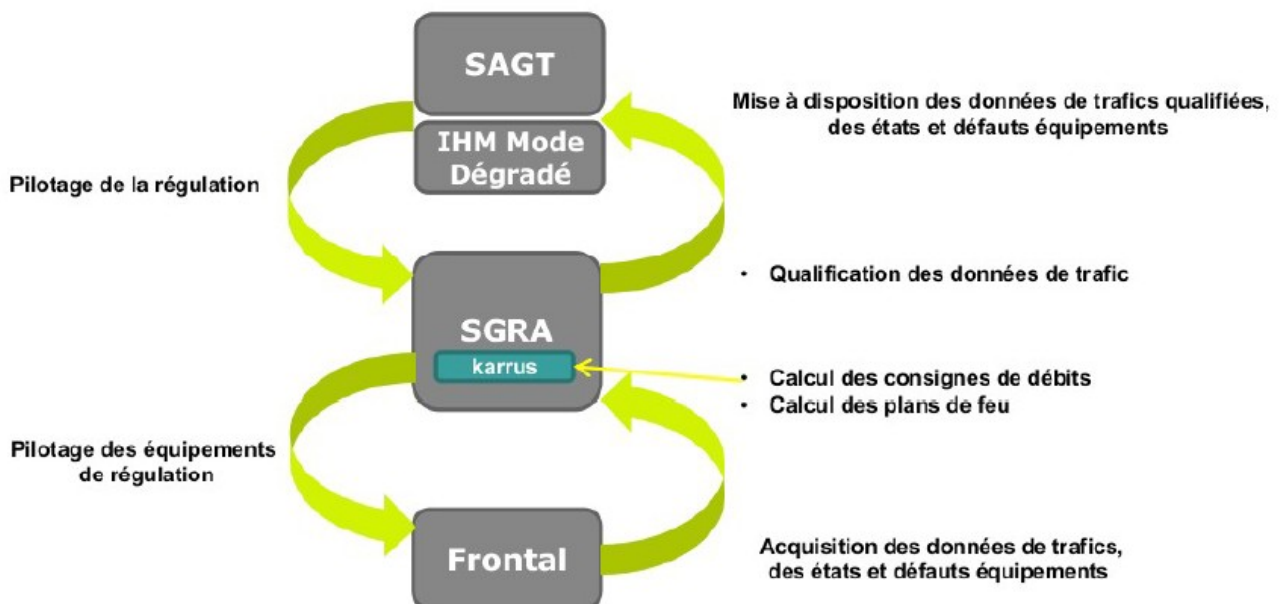 SAGT
Mise à disposition des données de trafics qualifiées,
des états et défauts équipements
IHM Mode
Dégradé
Pilotage de la régulation
• Qualification des données de trafic
SGRA
karrus
• Calcul des consignes de débits
• Calcul des plans de feu
Pilotage des équipements
de régulation
Frontal
Acquisition des données de trafics,
des états et défauts équipements